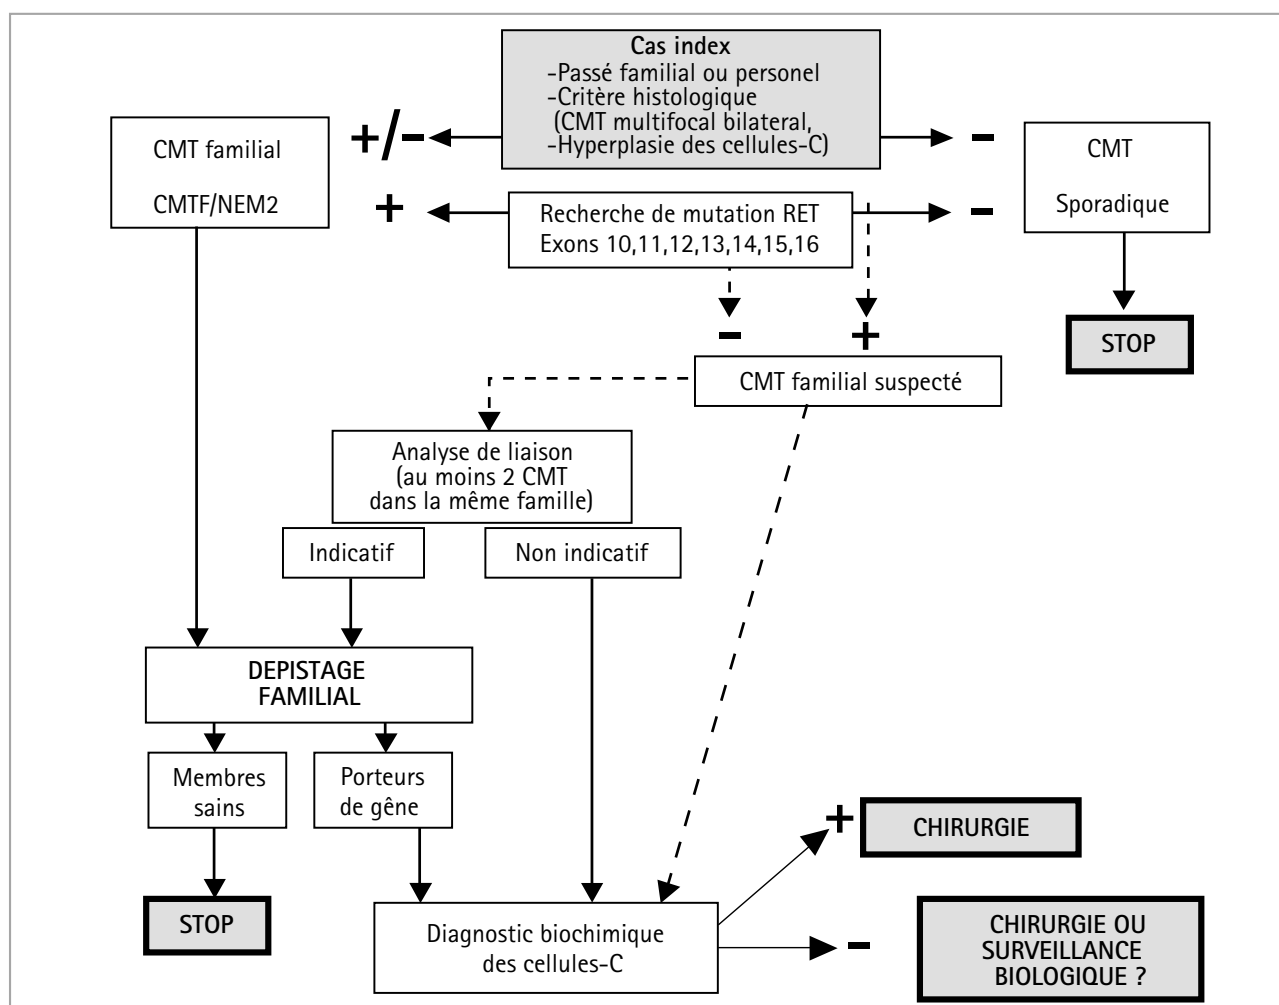 Cas index
-Passé familial ou personel
-Critère histologique
(CMT multifocal bilateral,
-Hyperplasie des cellules-C)
+/-
-
CMT familial
CMTF/NEM2
CMT
Sporadique
+
Recherche de mutation RET
Exons 10,11,12,13,14,15,16
-
-
+
STOP
CMT familial suspecté
Analyse de liaison
(au moins 2 CMT
dans la même famille)
Indicatif
Non indicatif
DEPISTAGE
FAMILIAL
Membres
sains
Porteurs
de gêne
+
CHIRURGIE
STOP
Diagnostic biochimique
des cellules-C
-
CHIRURGIE OU
SURVEILLANCE
BIOLOGIQUE ?